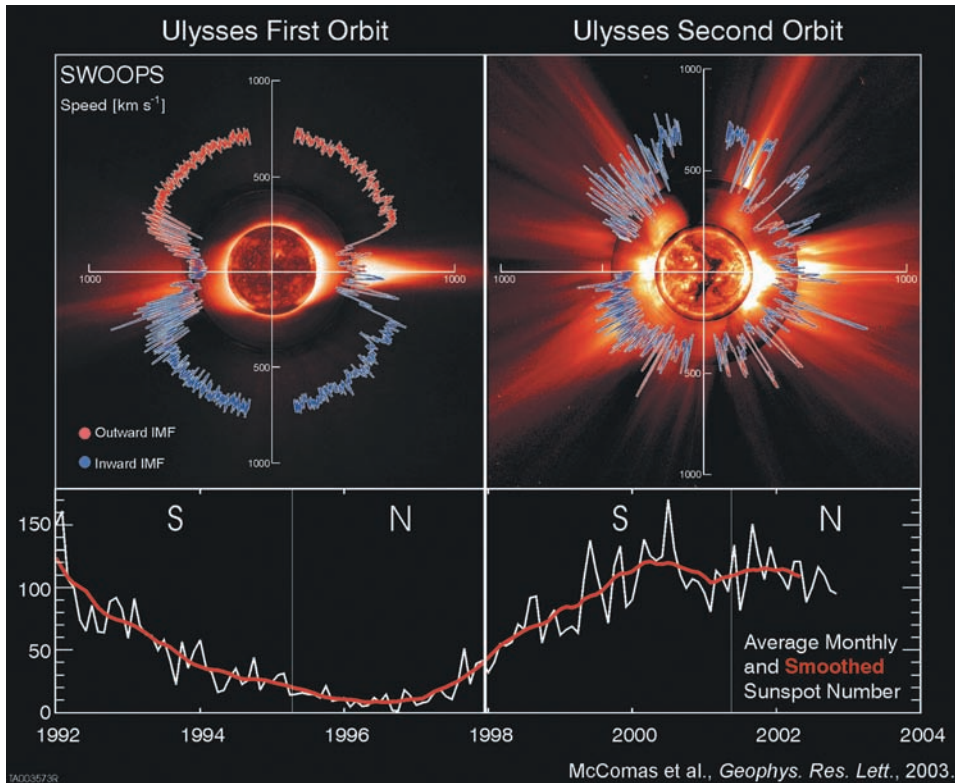 Ulysses First Orbit
Ulysses Second Orbit
SWOOPS
Speed [km s⁻¹]
1000
500
1000
1000
500
1000
Outward IMF
Inward IMF
1000
500
1000
1000
500
1000
S
N
S
N
150
100
50
0
Average Monthly
and Smoothed
Sunspot Number
1992
1994
1996
1998
2000
2002
2004
TA003573R
McComas et al., Geophys. Res. Lett., 2003.